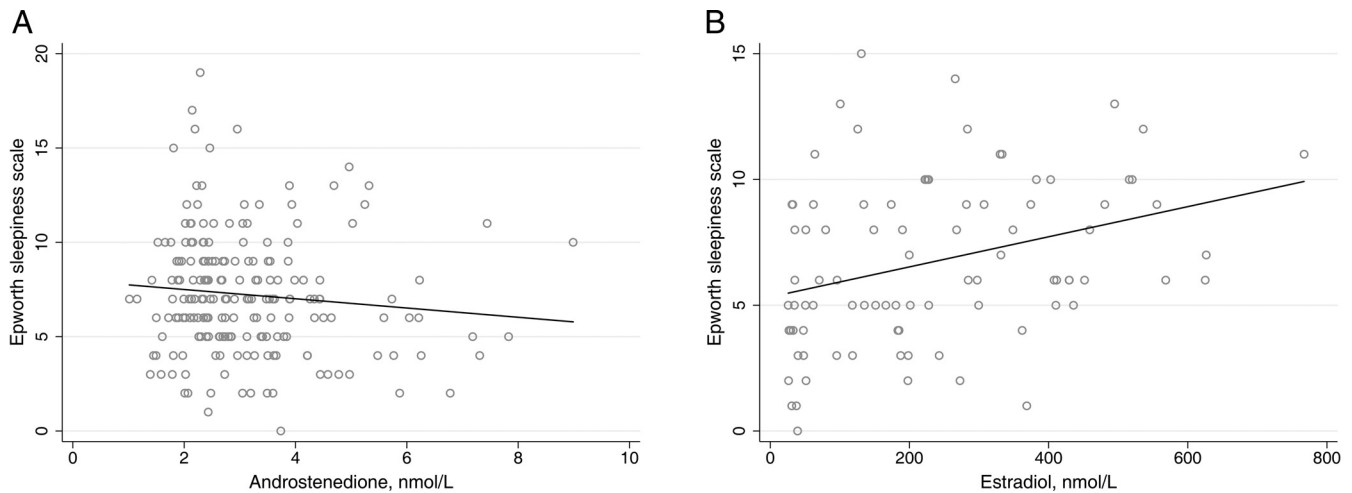 A
B
Epworth sleepiness scale
20
15
10
5
0
0 2 4 6 8 10
Androstenedione, nmol/L
Epworth sleepiness scale
15
10
5
0
0 200 400 600 800
Estradiol, nmol/L